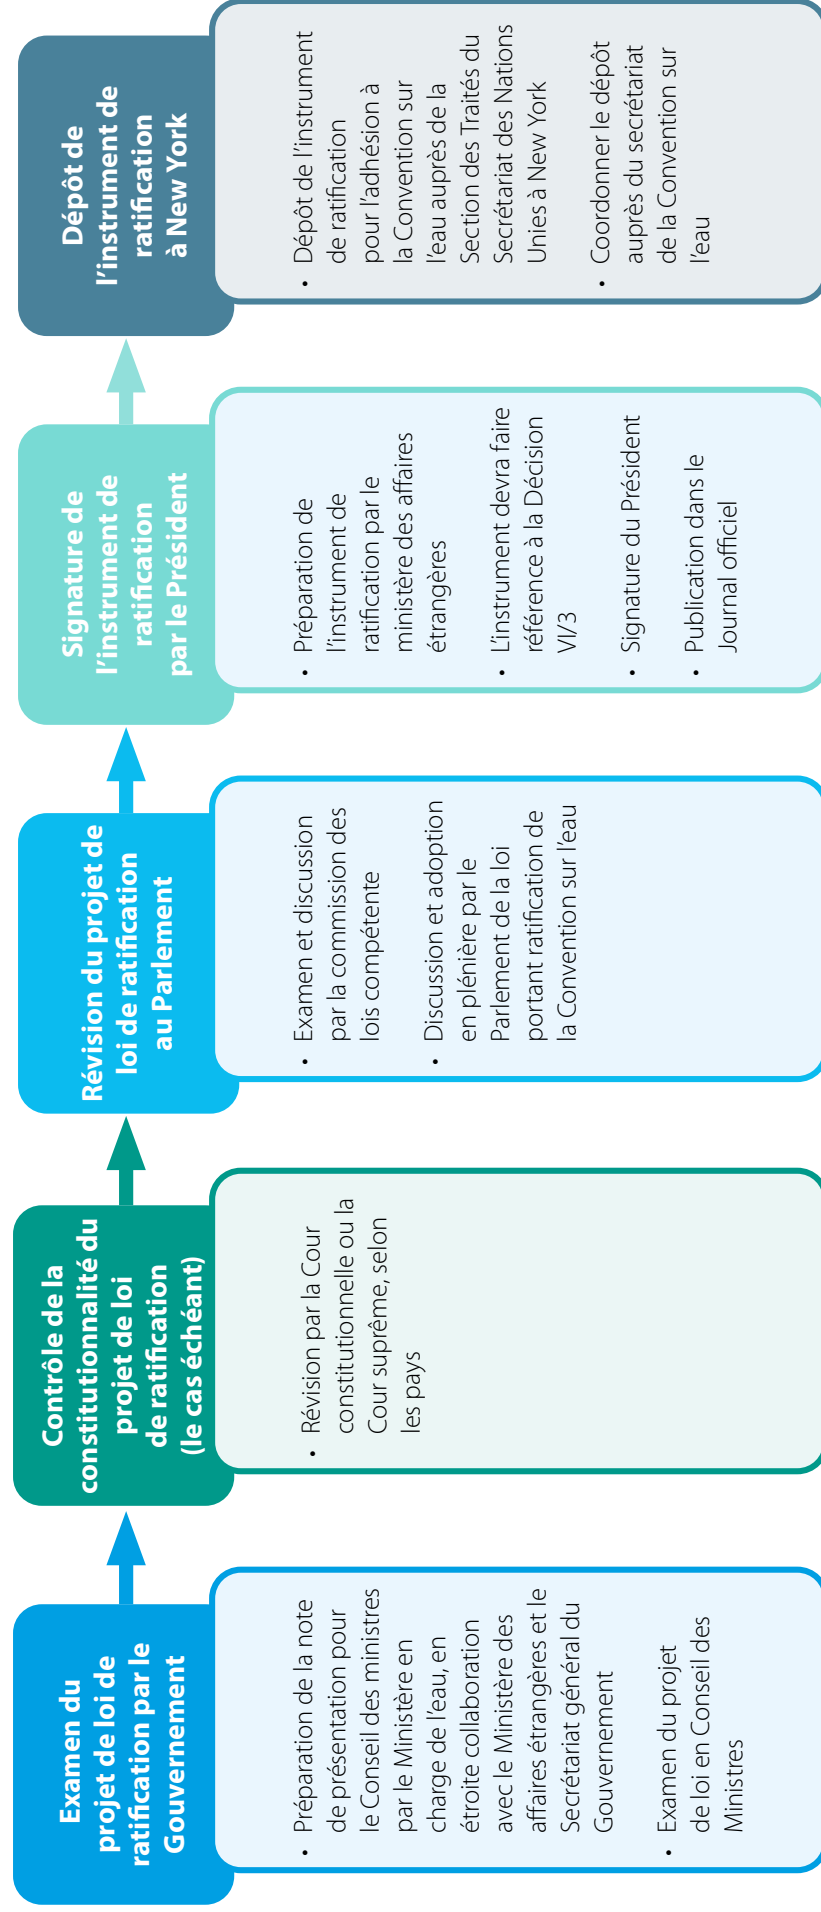 Examen du
projet de loi de
ratification par le
Gouvernement
• Préparation de la note
de présentation pour
le Conseil des ministres
par le Ministère en
charge de l'eau, en
étroite collaboration
avec le Ministère des
affaires étrangères et le
Secrétariat général du
Gouvernement
• Examen du projet
de loi en Conseil des
Ministres
Contrôle de la
constitutionnalité du
projet de loi
de ratification
(le cas échéant)
• Révision par la Cour
constitutionnelle ou la
Cour suprême, selon
les pays
Révision du projet de
loi de ratification
au Parlement
• Examen et discussion
par la commission des
lois compétente
• Discussion et adoption
en plénière par le
Parlement de la loi
portant ratification de
la Convention sur l'eau
Signature de
l'instrument de
ratification
par le Président
• Préparation de
l'instrument de
ratification par le
ministère des affaires
étrangères
• L'instrument devra faire
référence à la Décision
VI/3
• Signature du Président
• Publication dans le
Journal officiel
Dépôt de
l'instrument de
ratification
à New York
• Dépôt de l'instrument
de ratification
pour l'adhésion à
la Convention sur
l'eau auprès de la
Section des Traités du
Secrétariat des Nations
Unies à New York
• Coordonner le dépôt
auprès du secrétariat
de la Convention sur
l'eau